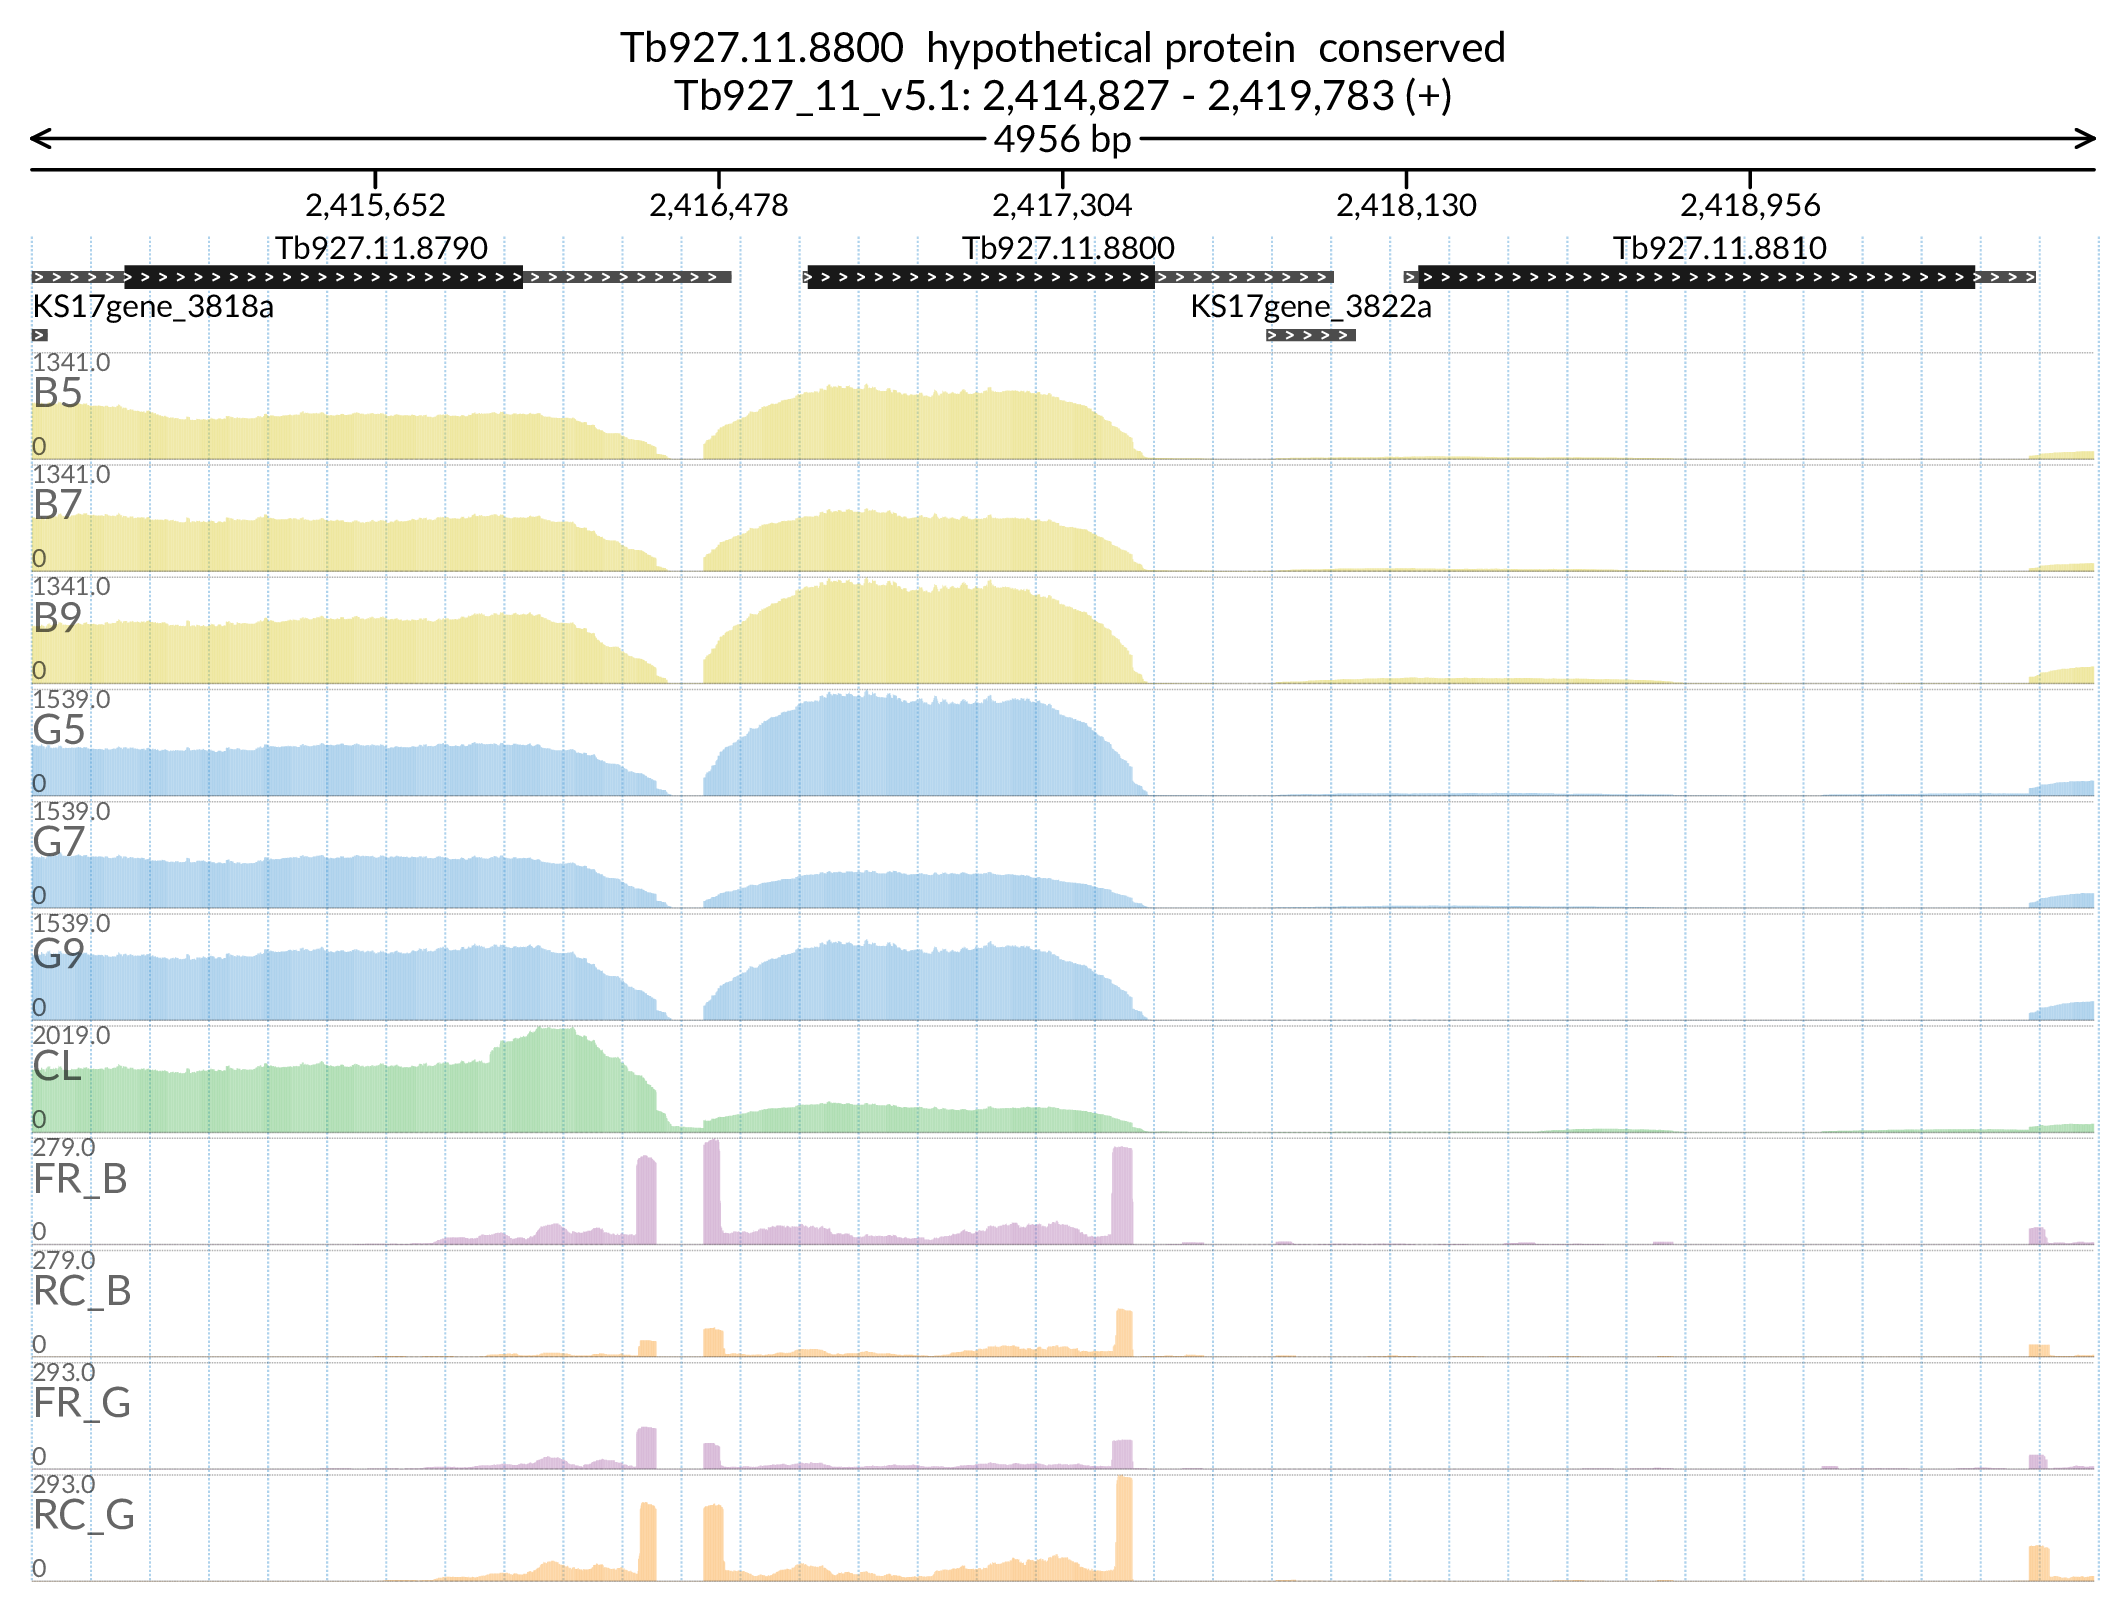 Tb927.11.8800  hypothetical protein  conserved
Tb927_11_v5.1: 2,414,827 - 2,419,783 (+)
4956 bp
2,415,652 2,416,478 2,417,304 2,418,130 2,418,956
Tb927.11.8790 Tb927.11.8800 Tb927.11.8810
KS17gene_3818a KS17gene_3822a
1341.0
B5
0
1341.0
B7
0
1341.0
B9
0
1539.0
G5
0
1539.0
G7
0
1539.0
G9
0
2019.0
CL
0
279.0
FR_B
0
279.0
RC_B
0
293.0
FR_G
0
293.0
RC_G
0